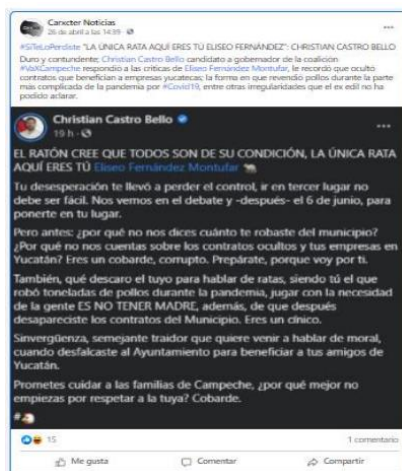 Carxcter Noticias
26 de abril a las 14:39
#SiTeLoPerdiste "LA ÚNICA RATA AQUÍ ERES TÚ ELISEO FERNÁNDEZ": CHRISTIAN CASTRO BELLO
Duro y contundente; Christian Castro Bello candidato a gobernador de la coalición
#VaXCampeche respondió a las críticas de Eliseo Fernández Montufar, le recordó que ocultó
contratos que benefician a empresas yucatecas; la forma en que revendió pollos durante la parte
más complicada de la pandemia por #Covid19, entre otras irregularidades que el ex edil no ha
podido aclarar.
Christian Castro Bello
19 h
EL RATÓN CREE QUE TODOS SON DE SU CONDICIÓN, LA ÚNICA RATA
AQUÍ ERES TÚ Eliseo Fernández Montufar 🐀
Tu desesperación te llevó a perder el control, ir en tercer lugar no
debe ser fácil. Nos vemos en el debate y -después- el 6 de junio, para
ponerte en tu lugar.
Pero antes: ¿por qué no nos dices cuánto te robaste del municipio?
¿Por qué no nos cuentas sobre los contratos ocultos y tus empresas en
Yucatán? Eres un cobarde, corrupto. Prepárate, porque voy por ti.
También, qué descaro el tuyo para hablar de ratas, siendo tú el que
robó toneladas de pollos durante la pandemia, jugar con la necesidad
de la gente ES NO TENER MADRE, además, de que después
desapareciste los contratos del Municipio. Eres un cínico.
Sinvergüenza, semejante traidor que quiere venir a hablar de moral,
cuando desfalcaste al Ayuntamiento para beneficiar a tus amigos de
Yucatán.
Prometes cuidar a las familias de Campeche, ¿por qué mejor no
empiezas por respetar a la tuya? Cobarde.
#🐔
15
1 comentario
Me gusta
Comentar
Compartir